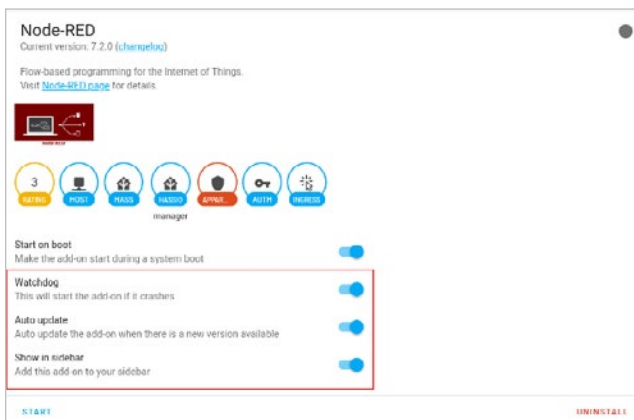 Node-RED
Current version: 7.2.0 (changelog)
Flow-based programming for the Internet of Things.
Visit Node-RED page for details.
3
RATING HOST HASS HASSIO APPAR... AUTH INGRESS
manager
Start on boot
Make the add-on start during a system boot
Watchdog
This will start the add-on if it crashes
Auto update
Auto update the add-on when there is a new version available
Show in sidebar
Add this add-on to your sidebar
START UNINSTALL